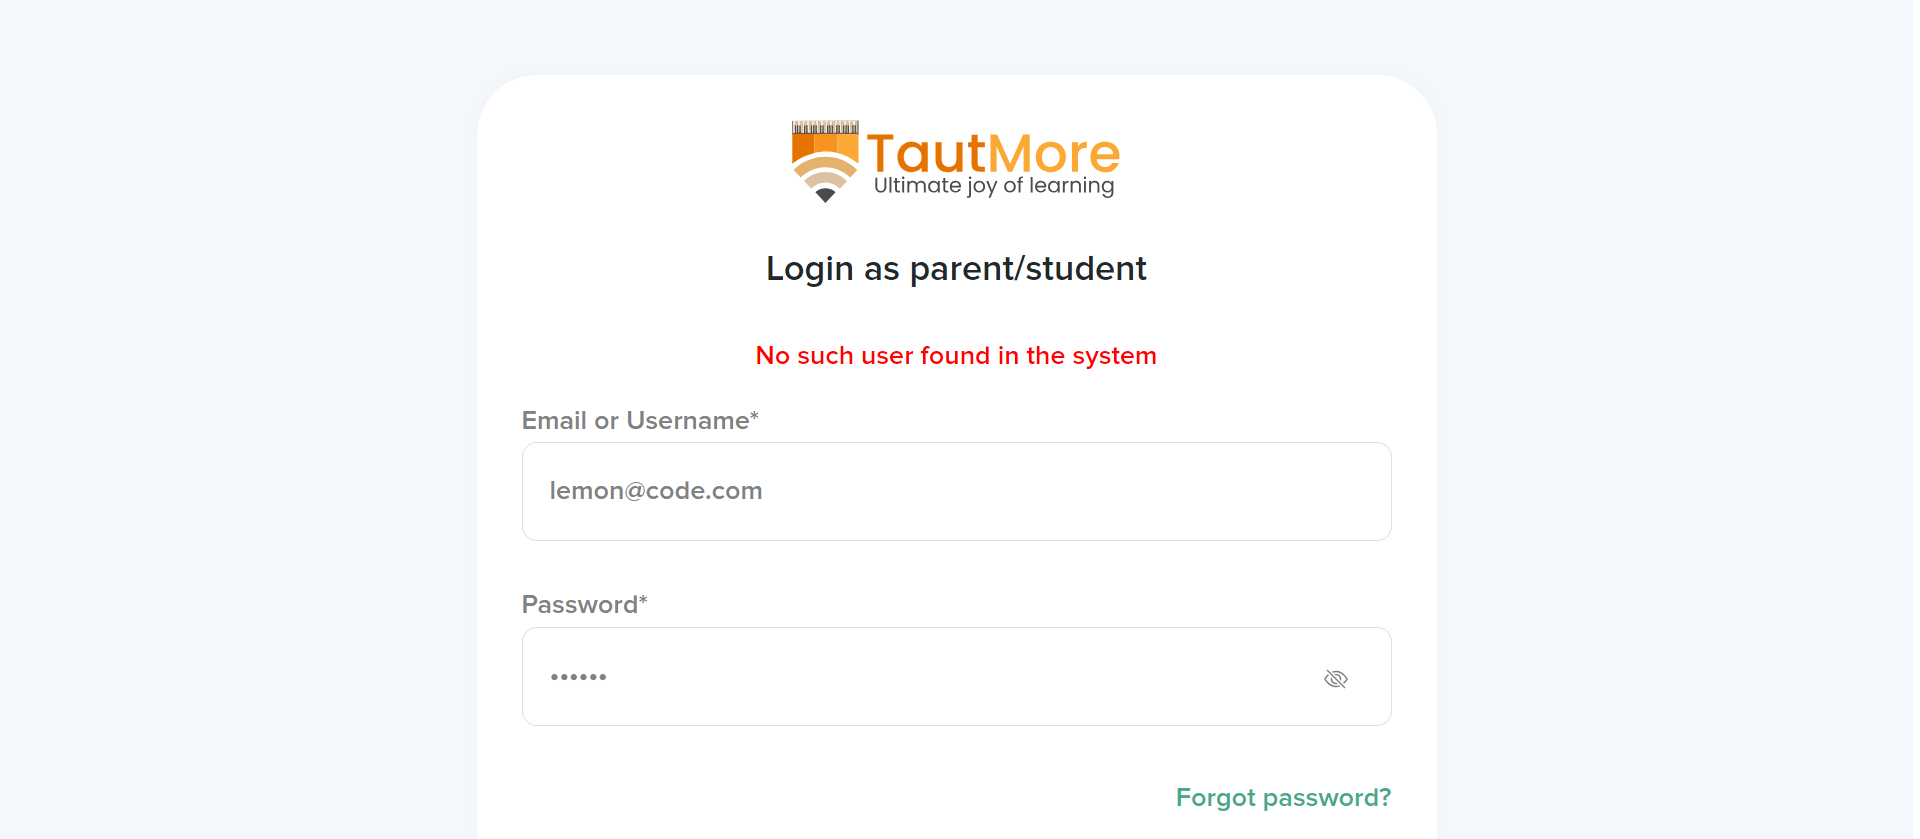 TautMore
Ultimate joy of learning
Login as parent/student
No such user found in the system
Email or Username*
lemon@code.com
Password*
••••••
Forgot password?